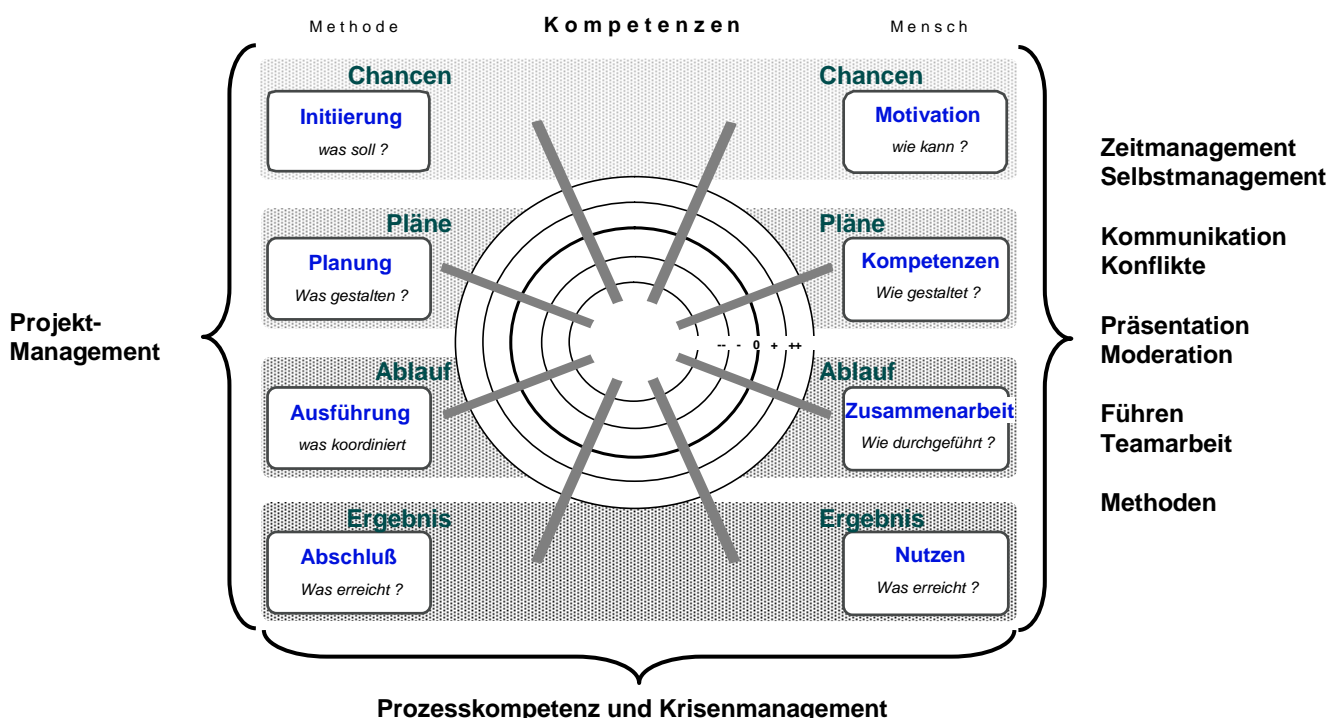 Methode Kompetenzen Mensch
Chancen Chancen
Initiierung
was soll ?
Motivation
wie kann ?
Pläne Pläne
Planung
Was gestalten ?
Kompetenzen
Wie gestaltet ?
-- - 0 + ++
Ablauf Ablauf
Ausführung
was koordiniert
Zusammenarbeit
Wie durchgeführt ?
Ergebnis Ergebnis
Abschluß
Was erreicht ?
Nutzen
Was erreicht ?
Projekt-
Management
Zeitmanagement
Selbstmanagement
Kommunikation
Konflikte
Präsentation
Moderation
Führen
Teamarbeit
Methoden
Prozesskompetenz und Krisenmanagement